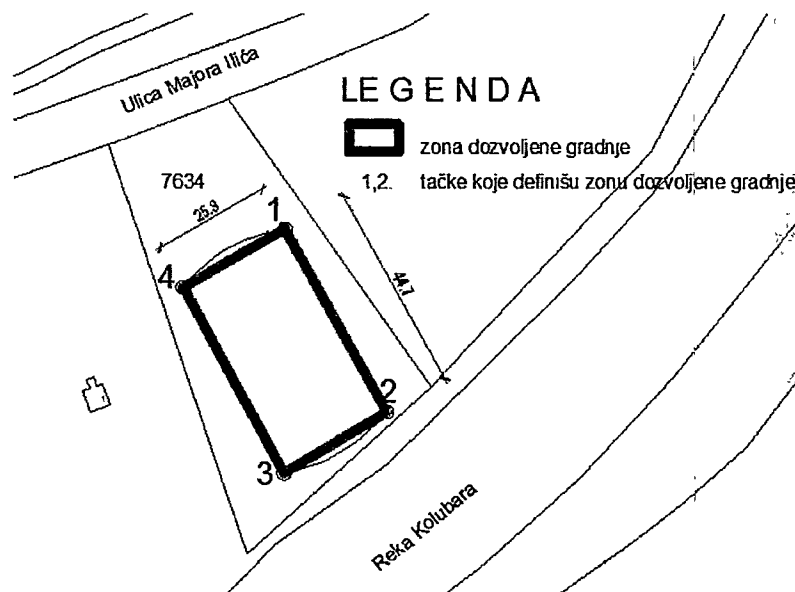 Ulica Majora Ilića
LEGENDA
zona dozvoljene gradnje
7634
1,2. tačke koje definišu zonu dozvoljene gradnje
25.9
1
44.7
4
2
3
Reka Kolubara